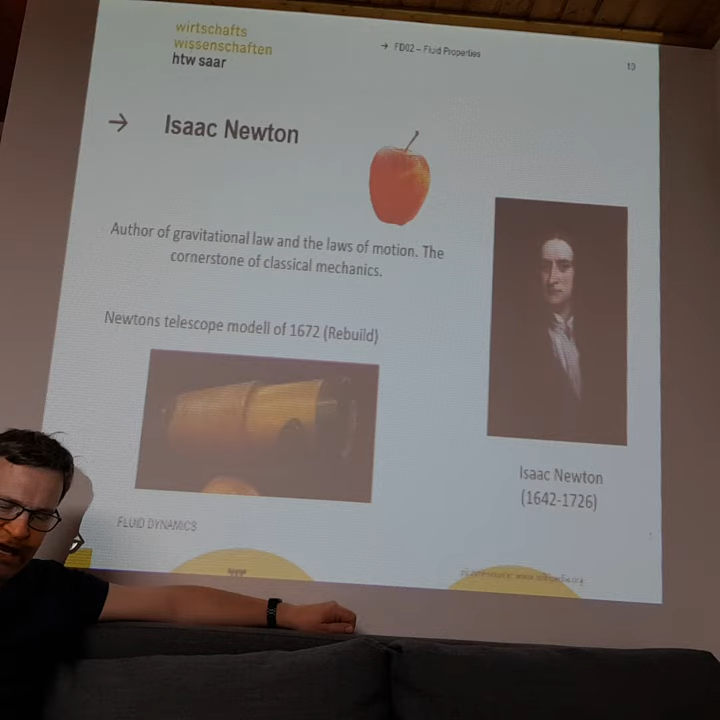 wirtschafts
wissenschaften
htw saar
→ FD02 – Fluid Properties
→ Isaac Newton
Author of gravitational law and the laws of motion. The
cornerstone of classical mechanics.
Newtons telescope modell of 1672 (Rebuild)
Isaac Newton
(1642-1726)
FLUID DYNAMICS